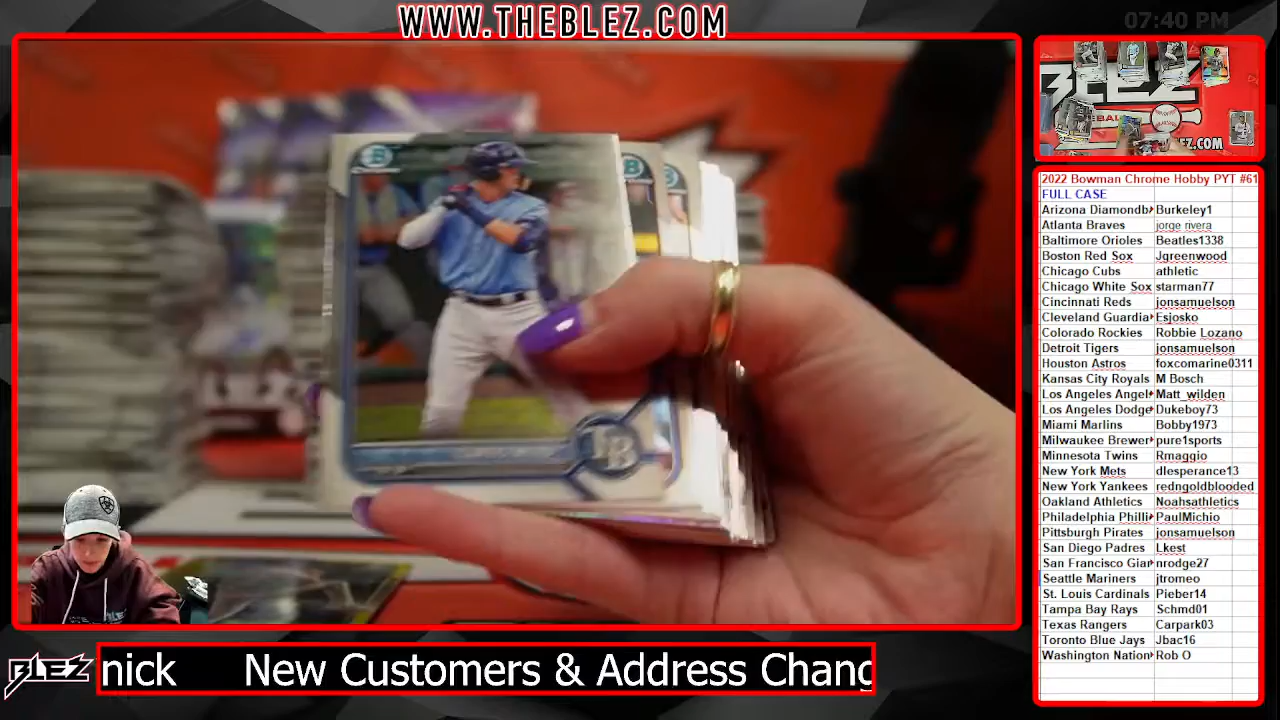 WWW.THEBLEZ.COM
07:40 PM
BLEZ
EZ.COM
2022 Bowman Chrome Hobby PYT #61
FULL CASE
Arizona Diamondb Burkeley1
Atlanta Braves jorge rivera
Baltimore Orioles Beatles1338
Boston Red Sox Jgreenwood
Chicago Cubs athletic
Chicago White Sox starman77
Cincinnati Reds jonsamuelson
Cleveland Guardia Esjosko
Colorado Rockies Robbie Lozano
Detroit Tigers jonsamuelson
Houston Astros foxcomarine0311
Kansas City Royals M Bosch
Los Angeles Angel Matt_wilden
Los Angeles Dodge Dukeboy73
Miami Marlins Bobby1973
Milwaukee Brewer pure1sports
Minnesota Twins Rmaggio
New York Mets dlesperance13
New York Yankees redngoldblooded
Oakland Athletics Noahsathletics
Philadelphia Philli PaulMichio
Pittsburgh Pirates jonsamuelson
San Diego Padres Lkest
San Francisco Gian nrodge27
Seattle Mariners jtromeo
St. Louis Cardinals Pieber14
Tampa Bay Rays Schmd01
Texas Rangers Carpark03
Toronto Blue Jays Jbac16
Washington Nation Rob O
BLEZ
nick New Customers & Address Chang